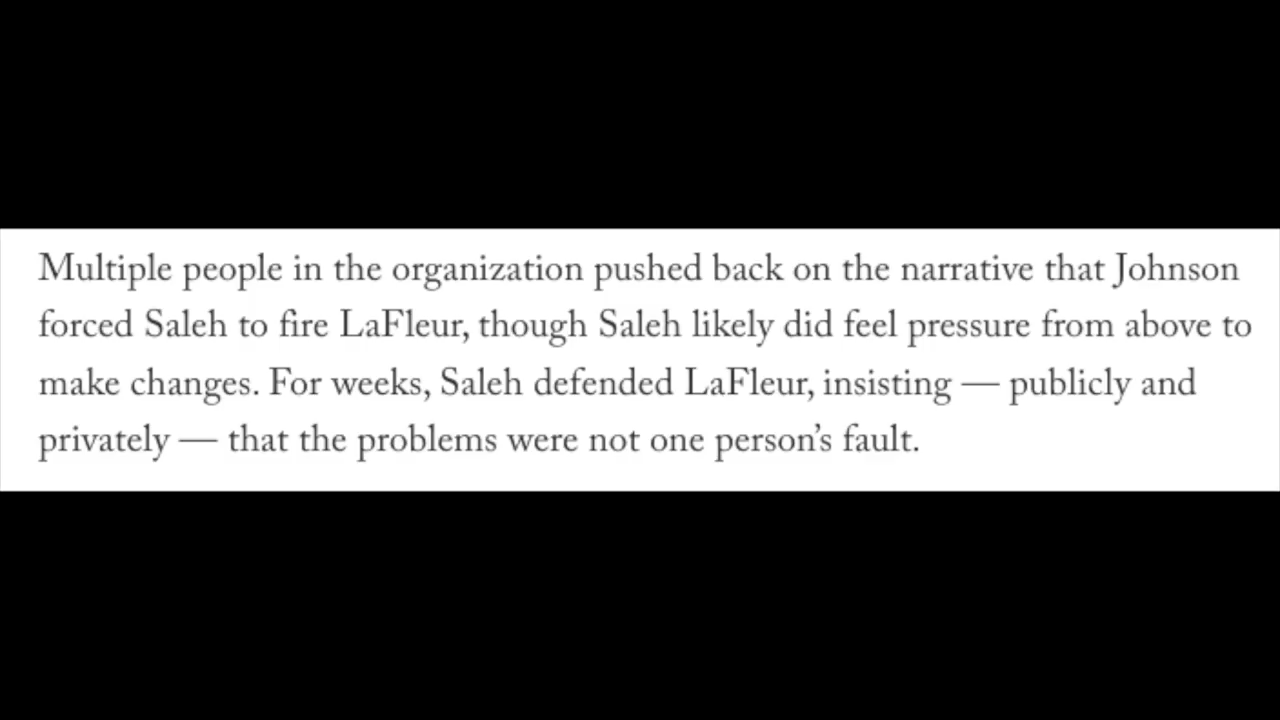 Multiple people in the organization pushed back on the narrative that Johnson
forced Saleh to fire LaFleur, though Saleh likely did feel pressure from above to
make changes. For weeks, Saleh defended LaFleur, insisting — publicly and
privately — that the problems were not one person’s fault.